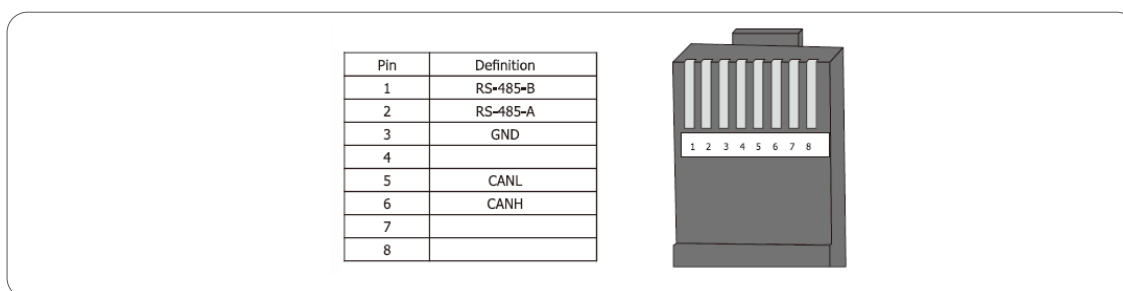 Pin Definition
1 RS-485-B
2 RS-485-A
3 GND
4
5 CANL
6 CANH
7
8
1 2 3 4 5 6 7 8